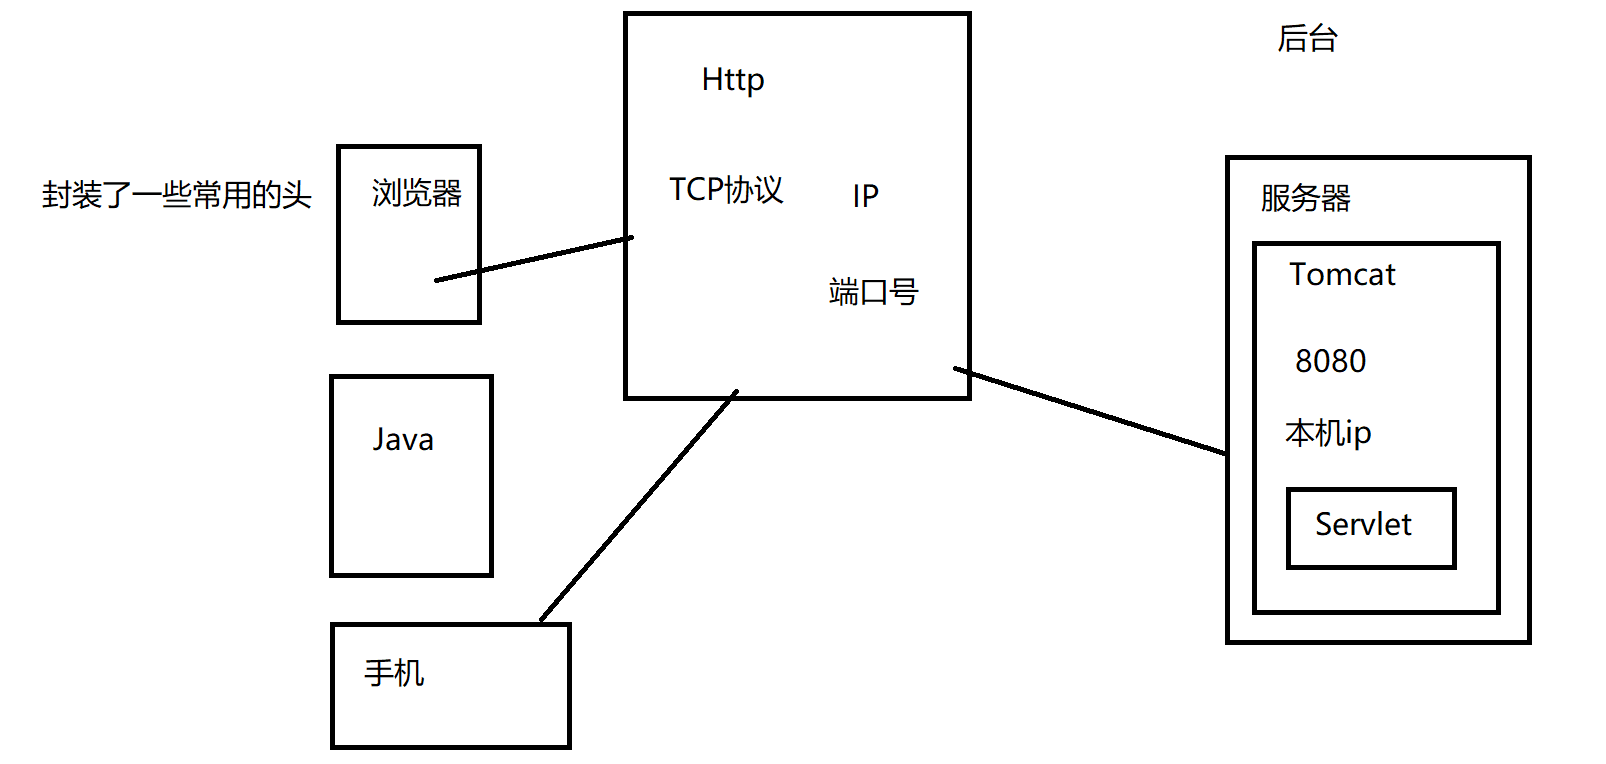 后台
Http
封装了一些常用的头
浏览器
TCP协议
IP
端口号
服务器
Tomcat
8080
本机ip
Servlet
Java
手机